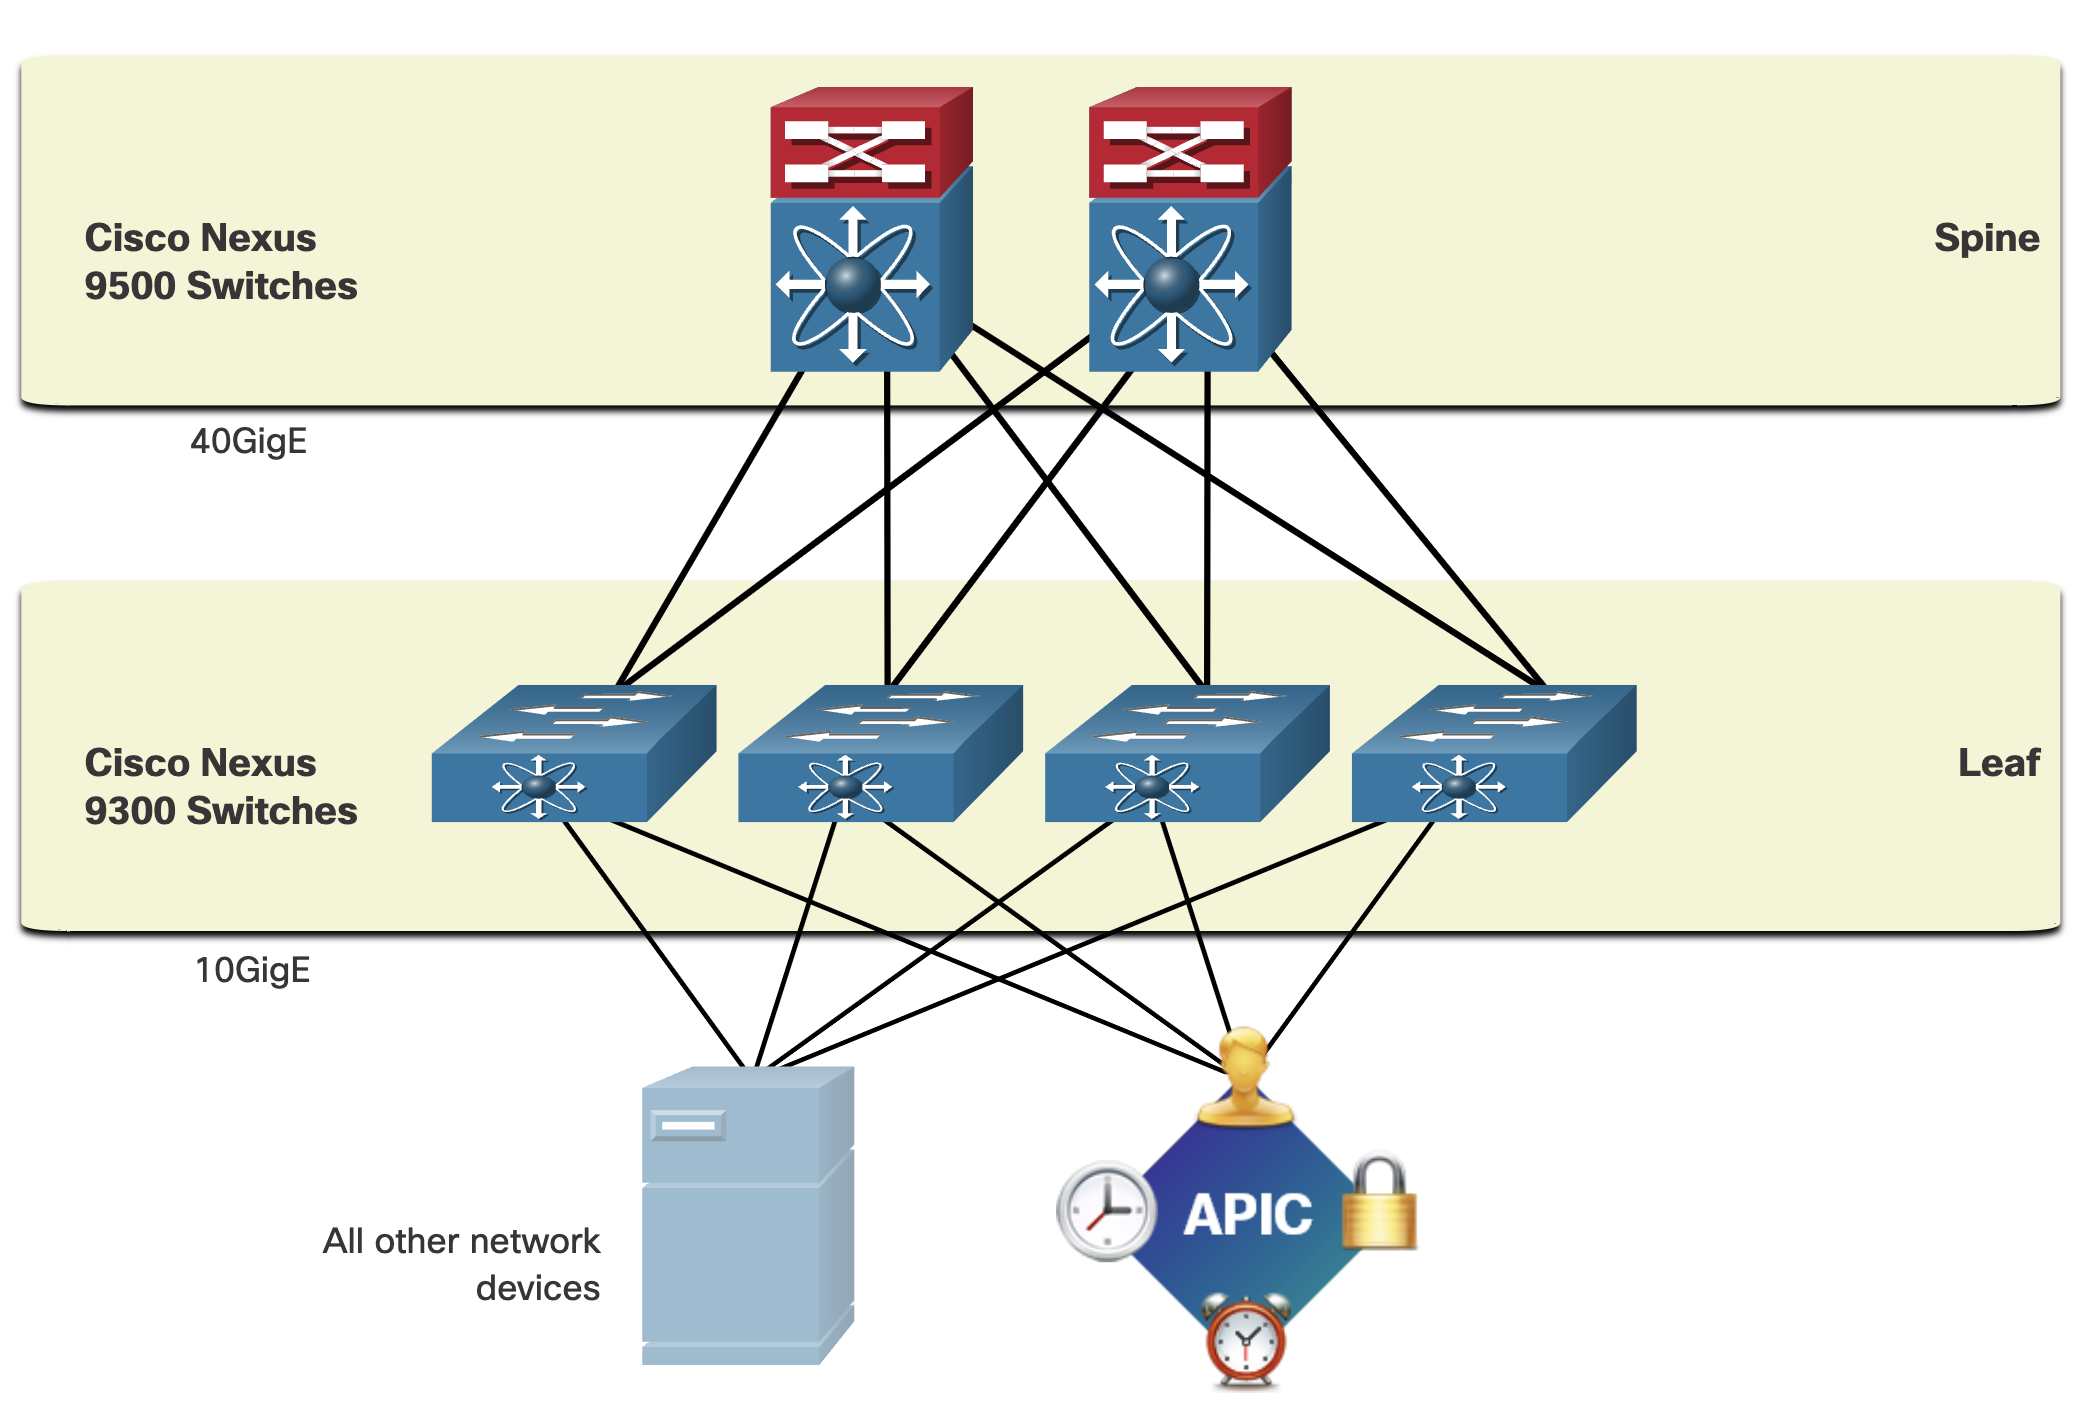 Cisco Nexus
9500 Switches
Spine
40GigE
Cisco Nexus
9300 Switches
Leaf
10GigE
All other network
devices
APIC